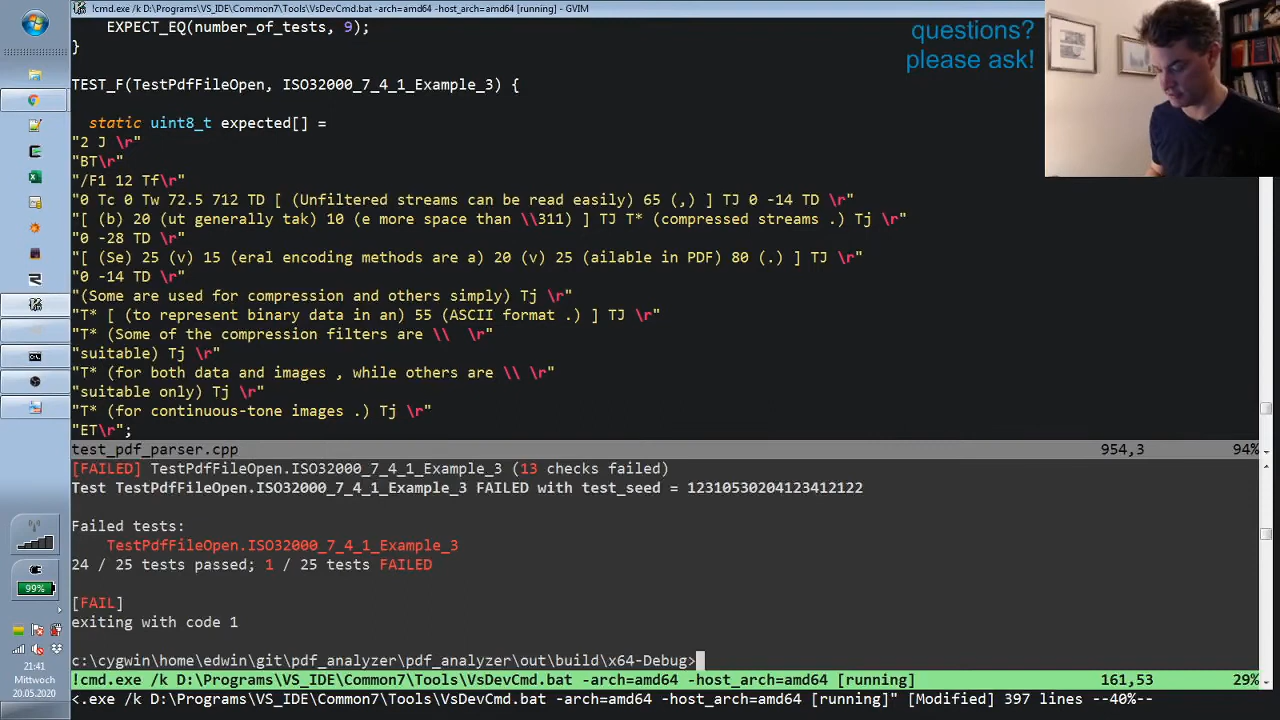 !cmd.exe /k D:\Programs\VS_IDE\Common7\Tools\VsDevCmd.bat -arch=amd64 -host_arch=amd64 [running] - GVIM
questions?
please ask!
EXPECT_EQ(number_of_tests, 9);
}
TEST_F(TestPdfFileOpen, ISO32000_7_4_1_Example_3) {
static uint8_t expected[] =
"2 J \r"
"BT\r"
"/F1 12 Tf\r"
"0 Tc 0 Tw 72.5 712 TD [ (Unfiltered streams can be read easily) 65 (,) ] TJ 0 -14 TD \r"
"[ (b) 20 (ut generally tak) 10 (e more space than \\311) ] TJ T* (compressed streams .) Tj \r"
"0 -28 TD \r"
"[ (Se) 25 (v) 15 (eral encoding methods are a) 20 (v) 25 (ailable in PDF) 80 (.) ] TJ \r"
"0 -14 TD \r"
"(Some are used for compression and others simply) Tj \r"
"T* [ (to represent binary data in an) 55 (ASCII format .) ] TJ \r"
"T* (Some of the compression filters are \\  \r"
"suitable) Tj \r"
"T* (for both data and images , while others are \\ \r"
"suitable only) Tj \r"
"T* (for continuous-tone images .) Tj \r"
"ET\r";
test_pdf_parser.cpp 954,3 94%
[FAILED] TestPdfFileOpen.ISO32000_7_4_1_Example_3 (13 checks failed)
Test TestPdfFileOpen.ISO32000_7_4_1_Example_3 FAILED with test_seed = 12310530204123412122
Failed tests:
TestPdfFileOpen.ISO32000_7_4_1_Example_3
24 / 25 tests passed; 1 / 25 tests FAILED
[FAIL]
exiting with code 1
c:\cygwin\home\edwin\git\pdf_analyzer\pdf_analyzer\out\build\x64-Debug>
!cmd.exe /k D:\Programs\VS_IDE\Common7\Tools\VsDevCmd.bat -arch=amd64 -host_arch=amd64 [running] 161,53 29%
<.exe /k D:\Programs\VS_IDE\Common7\Tools\VsDevCmd.bat -arch=amd64 -host_arch=amd64 [running]" [Modified] 397 lines --40%--
99%
21:41
Mittwoch
20.05.2020